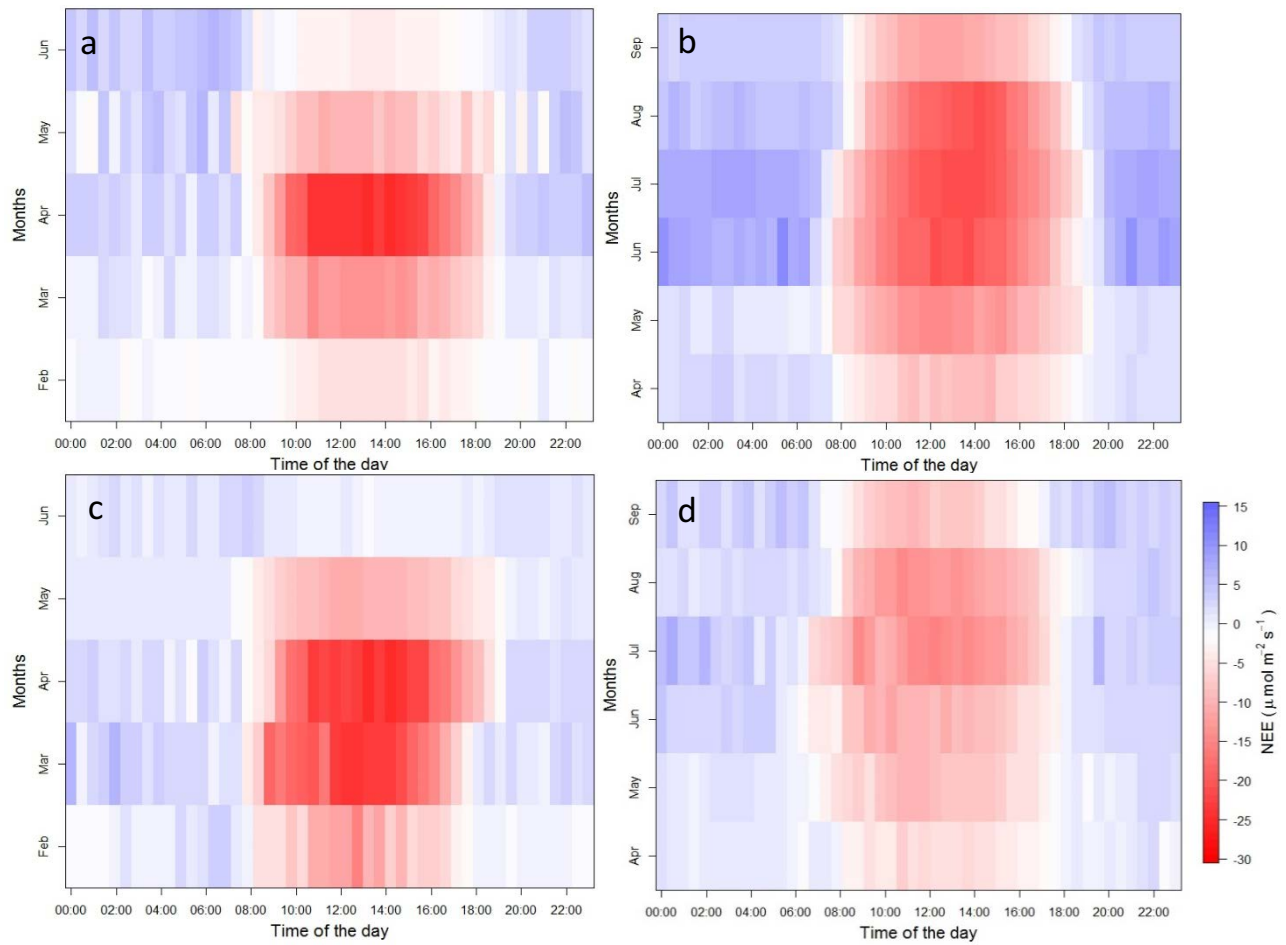 a
Jun
May
Apr
Mar
Feb
Months
00:00 02:00 04:00 06:00 08:00 10:00 12:00 14:00 16:00 18:00 20:00 22:00
Time of the day
b
Sep
Aug
Jul
Jun
May
Apr
Months
00:00 02:00 04:00 06:00 08:00 10:00 12:00 14:00 16:00 18:00 20:00 22:00
Time of the day
c
Jun
May
Apr
Mar
Feb
Months
00:00 02:00 04:00 06:00 08:00 10:00 12:00 14:00 16:00 18:00 20:00 22:00
Time of the day
d
Sep
Aug
Jul
Jun
May
Apr
Months
00:00 02:00 04:00 06:00 08:00 10:00 12:00 14:00 16:00 18:00 20:00 22:00
Time of the day
15
10
5
0
-5
-10
-15
-20
-25
-30
NEE (μ mol m⁻² s⁻¹ )